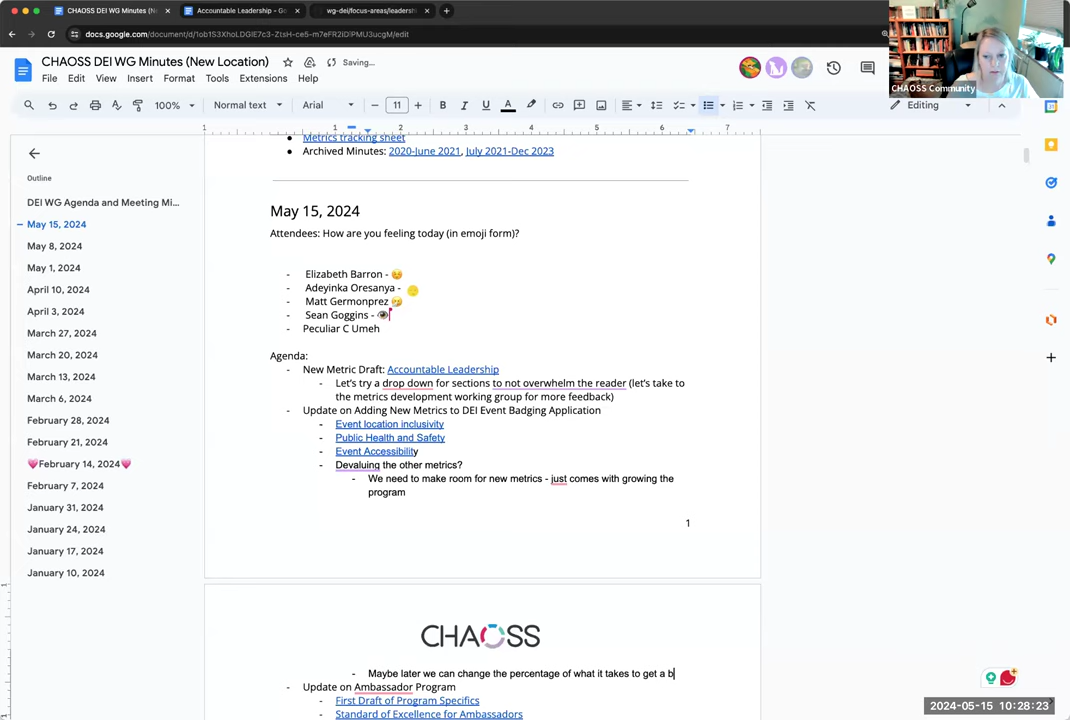 CHAOSS DEI WG Minutes (N
Accountable Leadership - Go
wg-dei/focus-areas/leadershi
docs.google.com/document/d/
CHAOSS DEI WG Minutes (New Location)
Saving...
File Edit View Insert Format Tools Extensions Help
CHAOSS Community
100% Normal text Arial 11 Editing
1 1 2 3 4 5 6 7
Metrics tracking sheet
Archived Minutes: 2020-June 2021, July 2021-Dec 2023
Outline
DEI WG Agenda and Meeting Mi...
May 15, 2024
May 8, 2024
May 1, 2024
April 10, 2024
April 3, 2024
March 27, 2024
March 20, 2024
March 13, 2024
March 6, 2024
February 28, 2024
February 21, 2024
💗February 14, 2024💗
February 7, 2024
January 31, 2024
January 24, 2024
January 17, 2024
January 10, 2024
May 15, 2024
Attendees: How are you feeling today (in emoji form)?
- Elizabeth Barron - ☺️
- Adeyinka Oresanya -
- Matt Germonprez 🤧
- Sean Goggins - 👁
- Peculiar C Umeh
Agenda:
- New Metric Draft: Accountable Leadership
- Let's try a drop down for sections to not overwhelm the reader (let's take to
the metrics development working group for more feedback)
- Update on Adding New Metrics to DEI Event Badging Application
- Event location inclusivity
- Public Health and Safety
- Event Accessibility
- Devaluing the other metrics?
- We need to make room for new metrics - just comes with growing the
program
1
CHAOSS
- Maybe later we can change the percentage of what it takes to get a b
- Update on Ambassador Program
- First Draft of Program Specifics
- Standard of Excellence for Ambassadors
2024-05-15 10:28:23